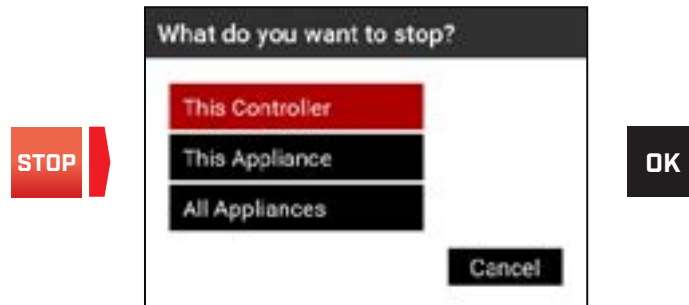 What do you want to stop?
This Controller
STOP
This Appliance
OK
All Appliances
Cancel